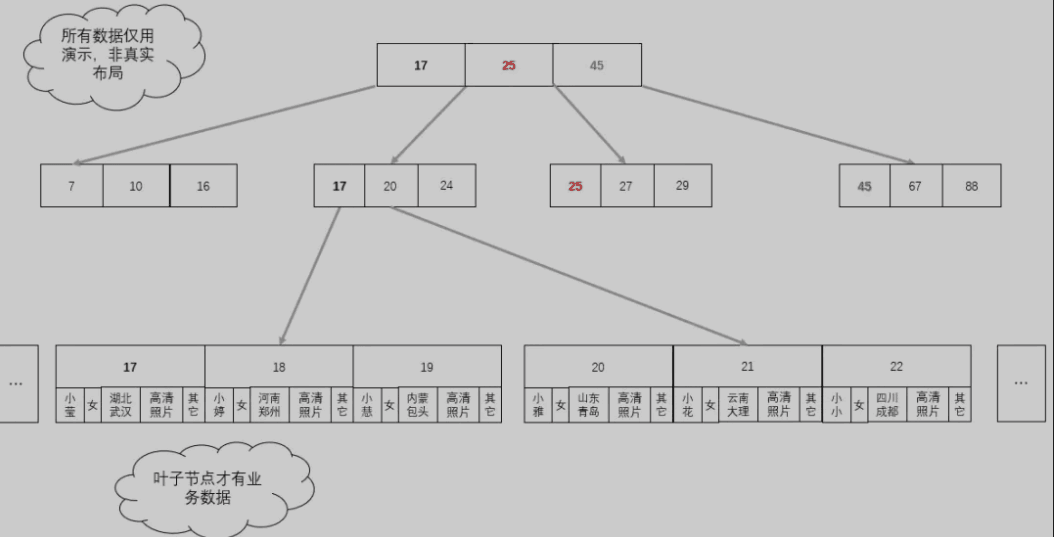 所有数据仅用
演示，非真实
布局
17 25 45
7 10 16 17 20 24 25 27 29 45 67 88
... 17 18 19 20 21 22 ...
小莹 女 湖北武汉 高清照片 其它 小婷 女 河南郑州 高清照片 其它 小慈 女 内蒙包头 高清照片 其它 小雅 女 山东青岛 高清照片 其它 小花 女 云南大理 高清照片 其它 小小 女 四川成都 高清照片 其它
叶子节点才有业
务数据